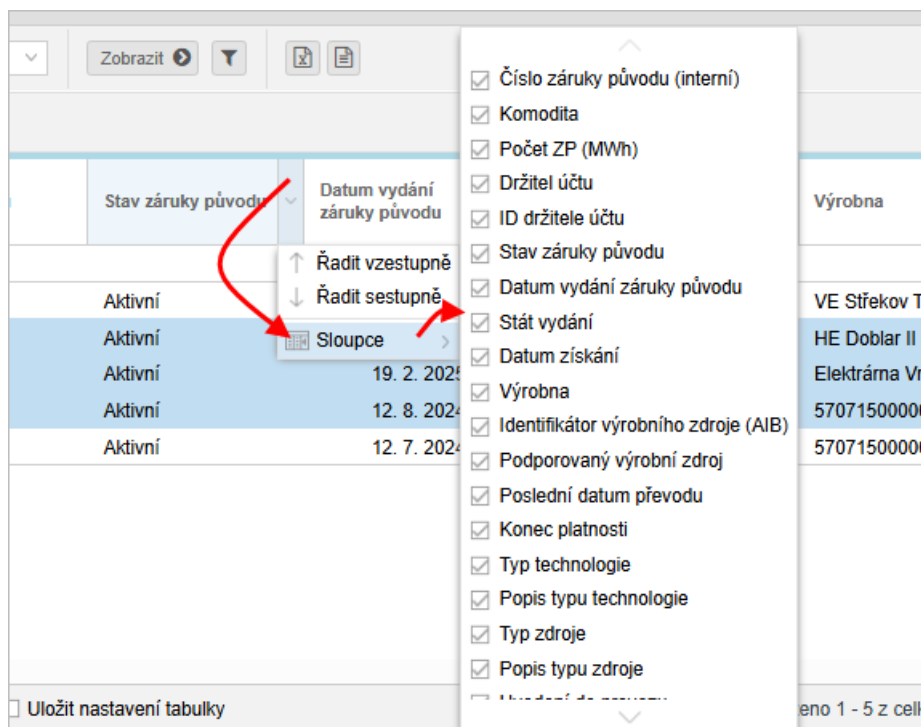 Zobrazit
Stav záruky původu
Datum vydání
záruky původu
Výrobna
Řadit vzestupně
Řadit sestupně
Sloupce
Číslo záruky původu (interní)
Komodita
Počet ZP (MWh)
Držitel účtu
ID držitele účtu
Stav záruky původu
Datum vydání záruky původu
Stát vydání
Datum získání
Výrobna
Identifikátor výrobního zdroje (AIB)
Podporovaný výrobní zdroj
Poslední datum převodu
Konec platnosti
Typ technologie
Popis typu technologie
Typ zdroje
Popis typu zdroje
Aktivní VE Střekov T
Aktivní HE Doblar II
Aktivní 19. 2. 2025 Elektrárna Vr
Aktivní 12. 8. 2024 5707150000
Aktivní 12. 7. 2024 5707150000
Uložit nastavení tabulky
eno 1 - 5 z cel